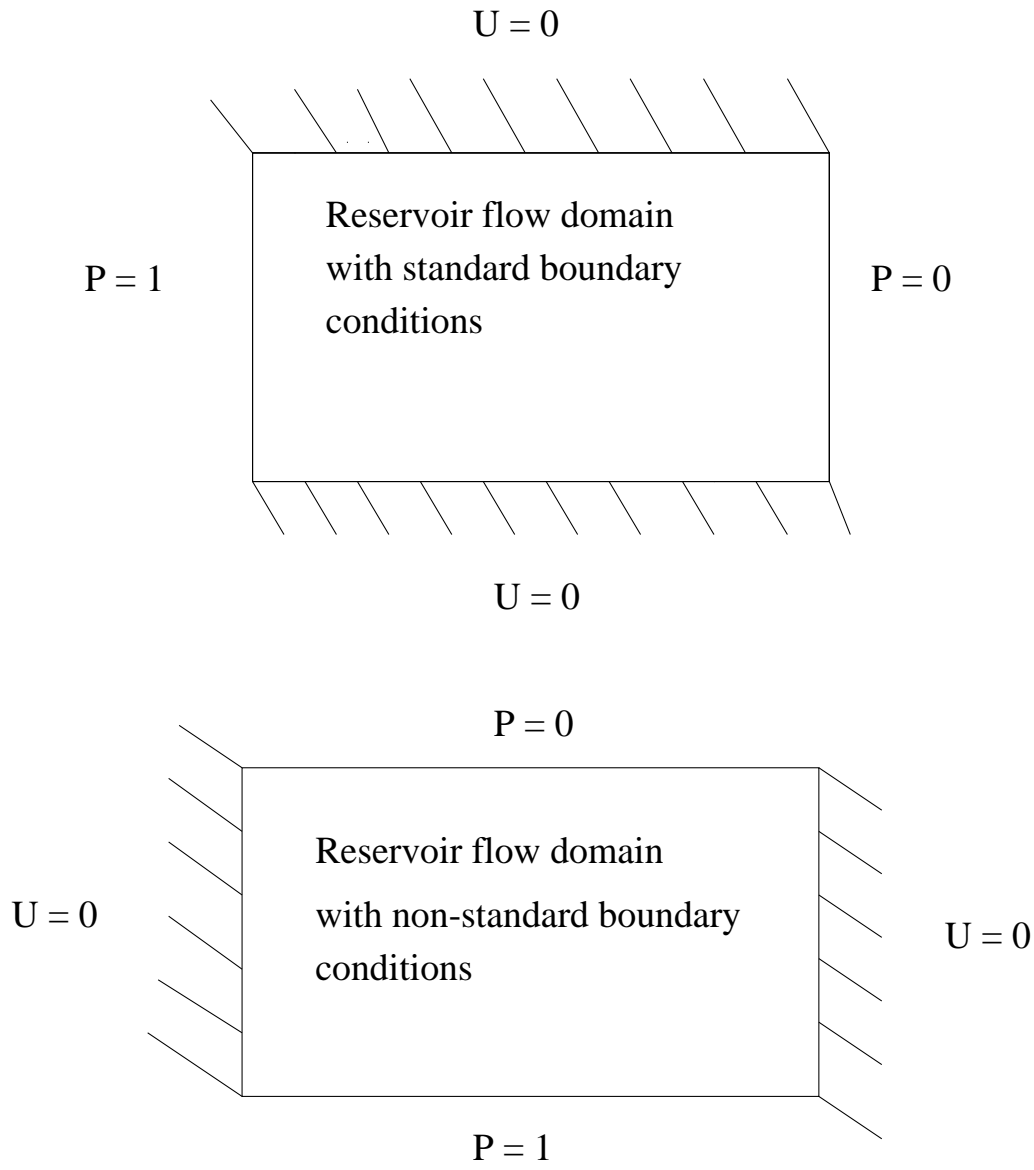 U = 0
Reservoir flow domain
with standard boundary
conditions
P = 1
P = 0
U = 0
P = 0
Reservoir flow domain
with non-standard boundary
conditions
U = 0
U = 0
P = 1